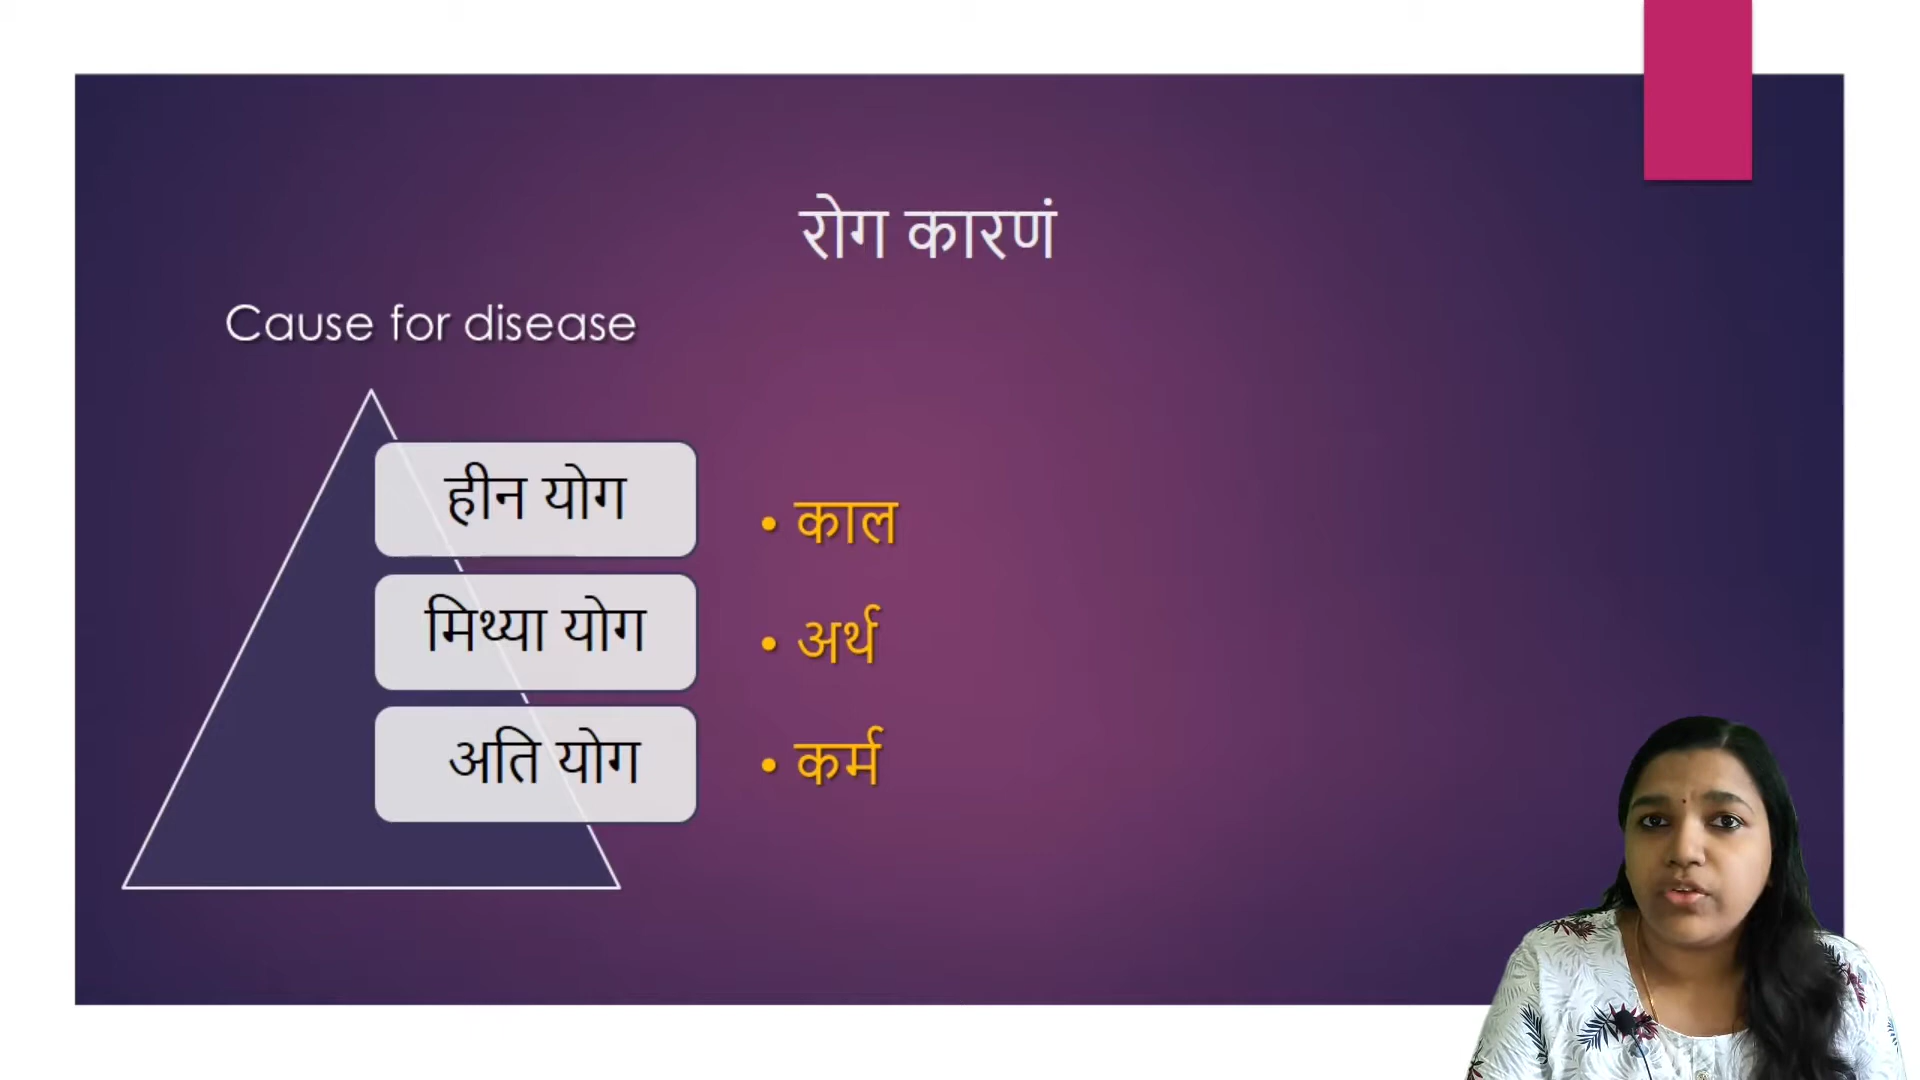 रोग कारणं
Cause for disease
हीन योग
मिथ्या योग
अति योग
• काल
• अर्थ
• कर्म